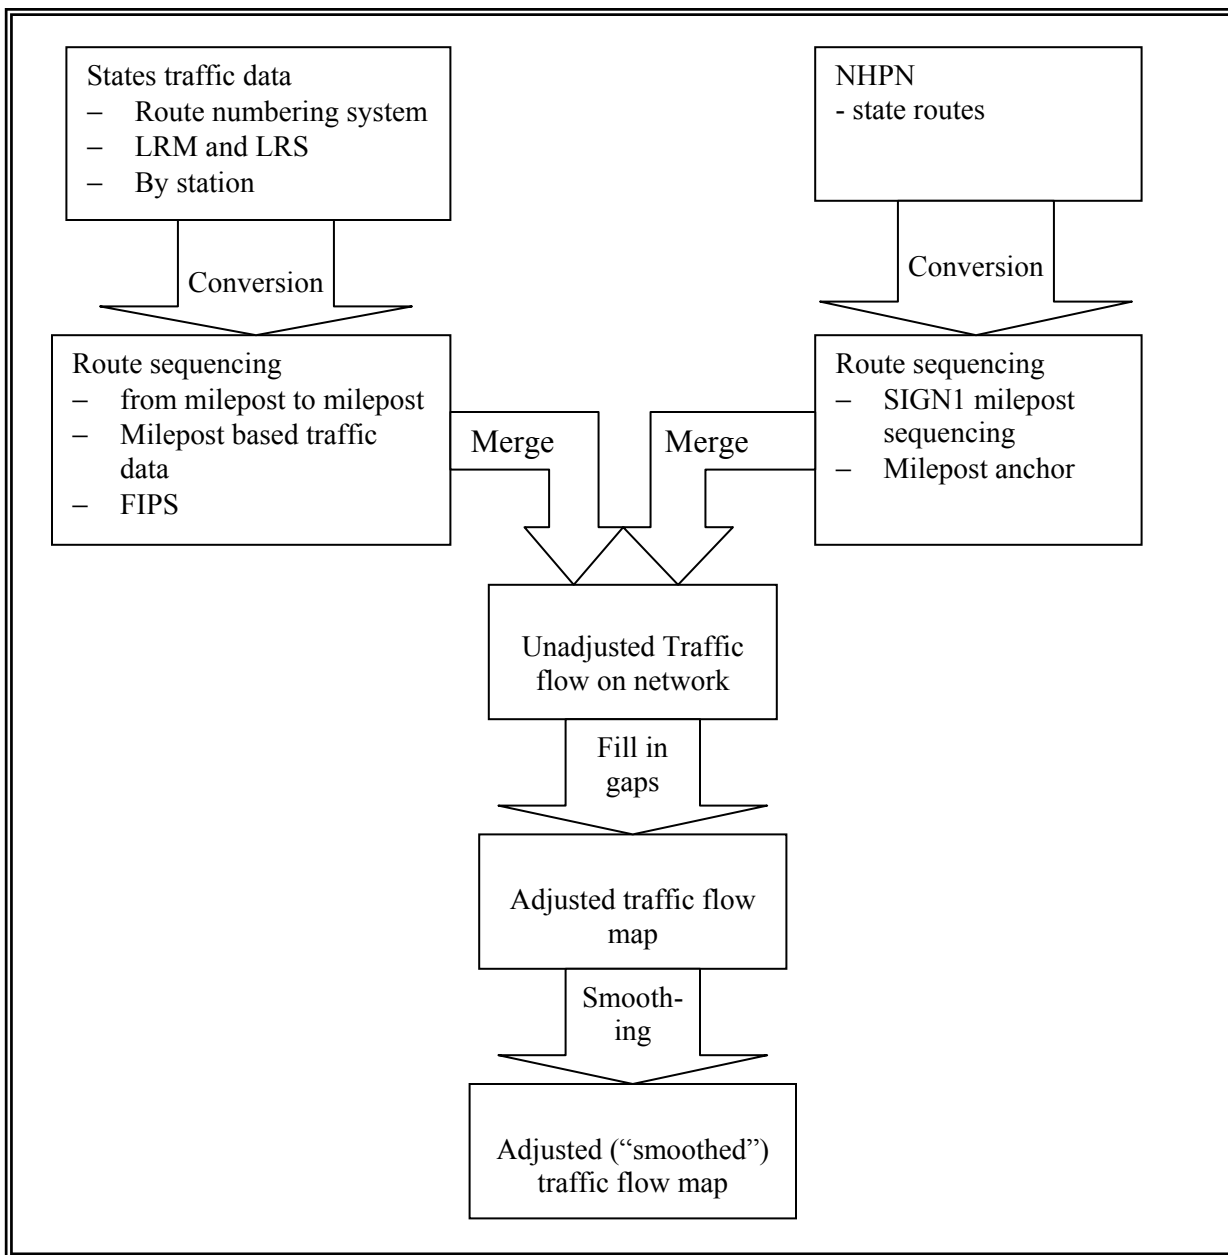 States traffic data
– Route numbering system
– LRM and LRS
– By station
NHPN
- state routes
Conversion
Conversion
Route sequencing
– from milepost to milepost
– Milepost based traffic
data
– FIPS
Merge
Merge
Route sequencing
– SIGN1 milepost
sequencing
– Milepost anchor
Unadjusted Traffic
flow on network
Fill in
gaps
Adjusted traffic flow
map
Smooth-
ing
Adjusted (“smoothed”)
traffic flow map